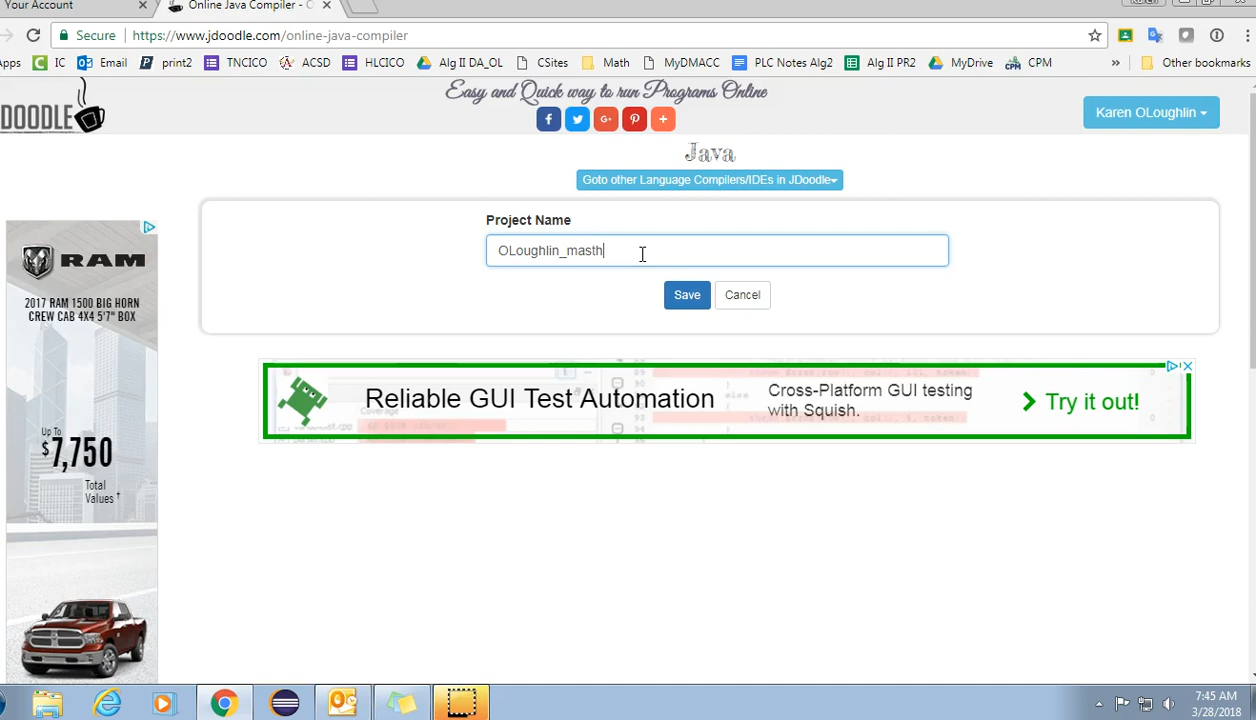 Your Account
Online Java Compiler - O
Karen
Secure
https://www.jdoodle.com/online-java-compiler
Apps
IC
Email
print2
TNCICO
ACSD
HLCICO
Alg II DA_OL
CSites
Math
MyDMACC
PLC Notes Alg2
Alg II PR2
MyDrive
CPM
CPM
»
Other bookmarks
DOODLE
Easy and Quick way to run Programs Online
Karen OLoughlin
Java
Goto other Language Compilers/IDEs in JDoodle
Project Name
OLoughlin_masth
Save
Cancel
RAM
2017 RAM 1500 BIG HORN
CREW CAB 4X4 5'7" BOX
Up To
$7,750
Total
Values †
Reliable GUI Test Automation
Cross-Platform GUI testing
with Squish.
Try it out!
Coverage
else
94
7:45 AM
3/28/2018